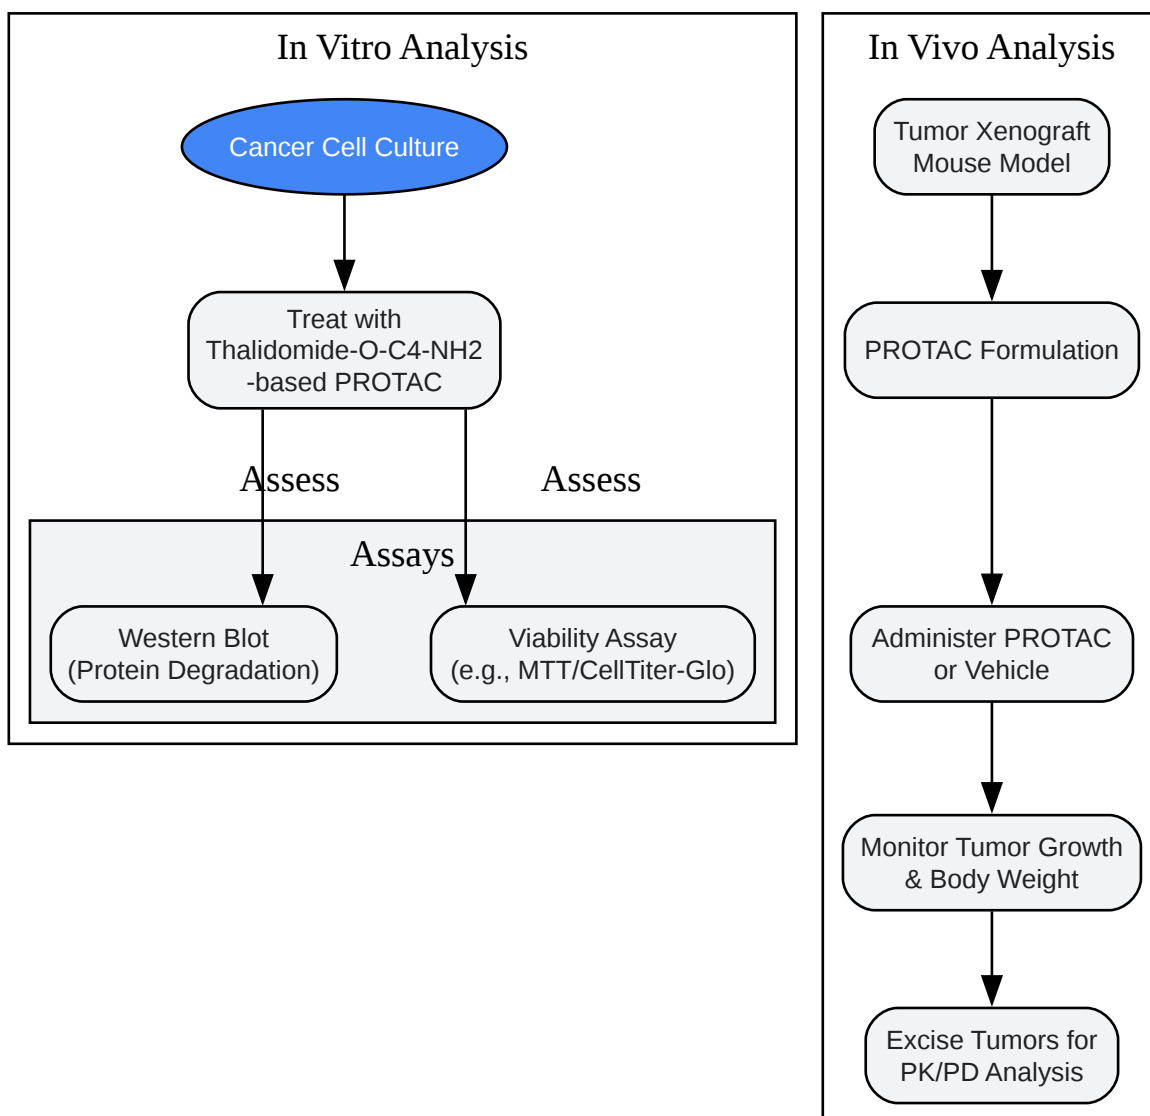 In Vitro Analysis
Cancer Cell Culture
Treat with
Thalidomide-O-C4-NH2
-based PROTAC
Assess
Assess
Assays
Western Blot
(Protein Degradation)
Viability Assay
(e.g., MTT/CellTiter-Glo)
In Vivo Analysis
Tumor Xenograft
Mouse Model
PROTAC Formulation
Administer PROTAC
or Vehicle
Monitor Tumor Growth
& Body Weight
Excise Tumors for
PK/PD Analysis